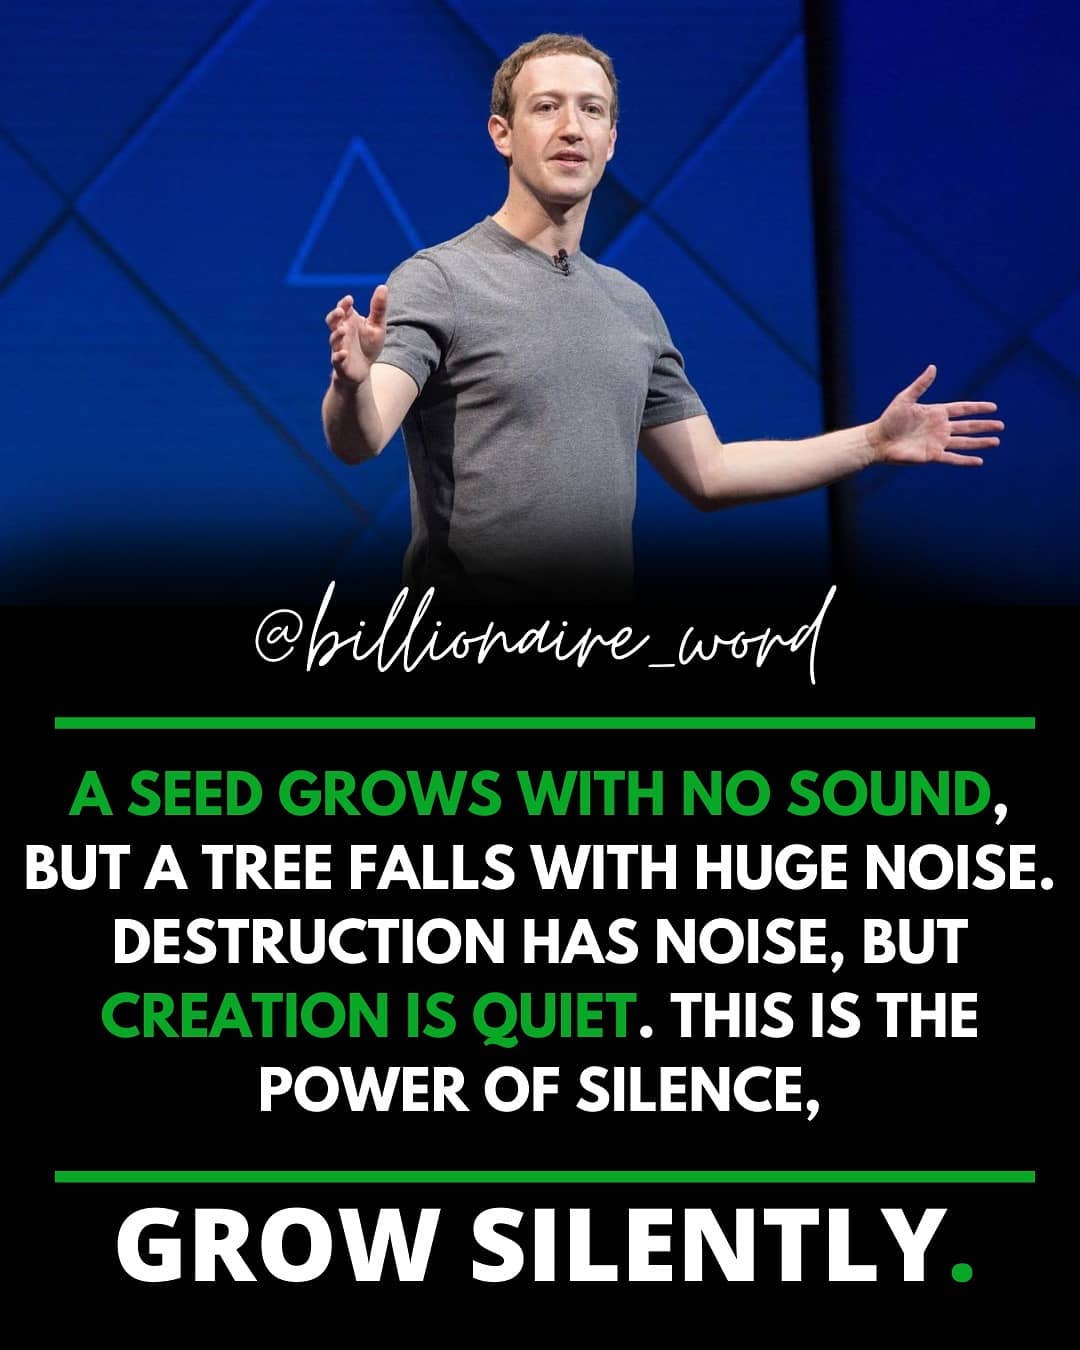 @billionaire_word
A SEED GROWS WITH NO SOUND,
BUT A TREE FALLS WITH HUGE NOISE.
DESTRUCTION HAS NOISE, BUT
CREATION IS QUIET. THIS IS THE
POWER OF SILENCE,
GROW SILENTLY.